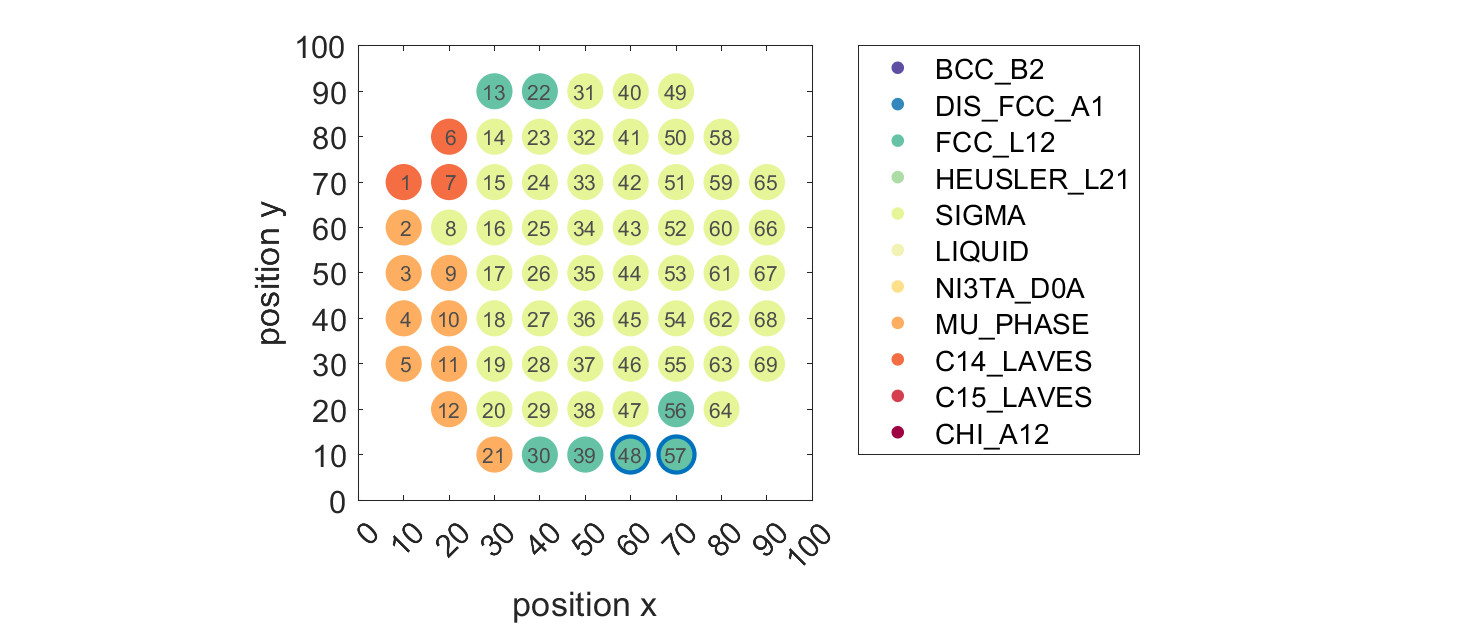 100
90 13 22 31 40 49
80 6 14 23 32 41 50 58
70 1 7 15 24 33 42 51 59 65
60 2 8 16 25 34 43 52 60 66
50 3 9 17 26 35 44 53 61 67
40 4 10 18 27 36 45 54 62 68
30 5 11 19 28 37 46 55 63 69
20 12 20 29 38 47 56 64
10 21 30 39 48 57
0
position y
0 10 20 30 40 50 60 70 80 90 100
position x
BCC_B2
DIS_FCC_A1
FCC_L12
HEUSLER_L21
SIGMA
LIQUID
NI3TA_D0A
MU_PHASE
C14_LAVES
C15_LAVES
CHI_A12